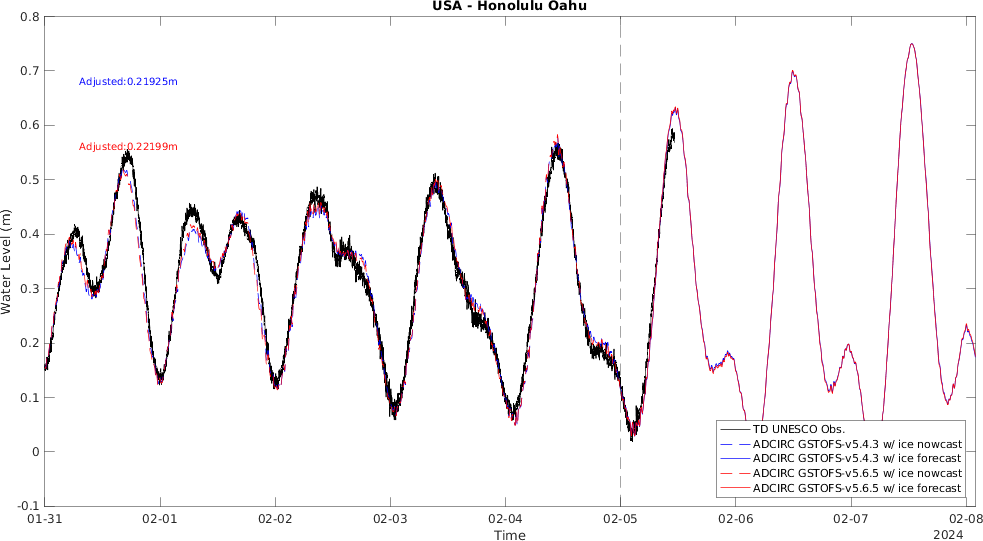 USA - Honolulu Oahu
0.8
0.7
0.6
0.5
0.4
0.3
0.2
0.1
0
-0.1
Water Level (m)
Adjusted:0.21925m
Adjusted:0.22199m
TD UNESCO Obs.
ADCIRC GSTOFS-v5.4.3 w/ ice nowcast
ADCIRC GSTOFS-v5.4.3 w/ ice forecast
ADCIRC GSTOFS-v5.6.5 w/ ice nowcast
ADCIRC GSTOFS-v5.6.5 w/ ice forecast
01-31 02-01 02-02 02-03 02-04 02-05 02-06 02-07 02-08
Time
2024